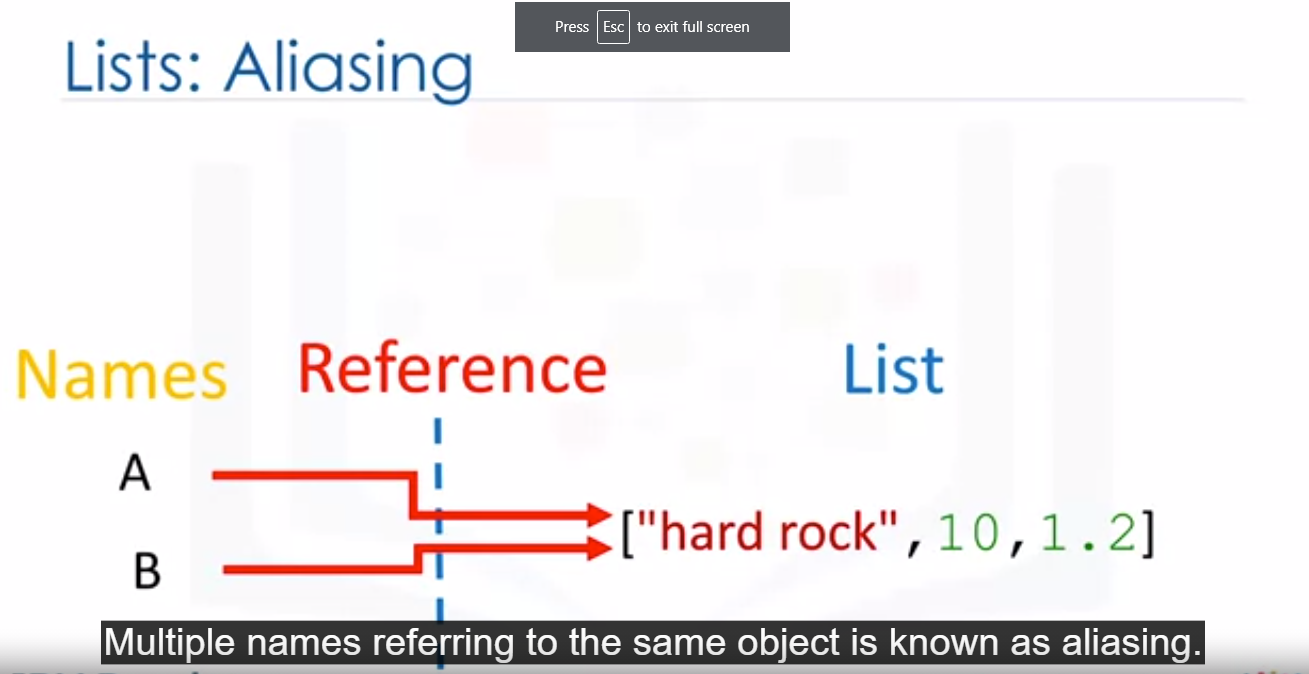 Press Esc to exit full screen
Lists: Aliasing
Names Reference List
A
["hard rock", 10, 1.2]
B
Multiple names referring to the same object is known as aliasing.